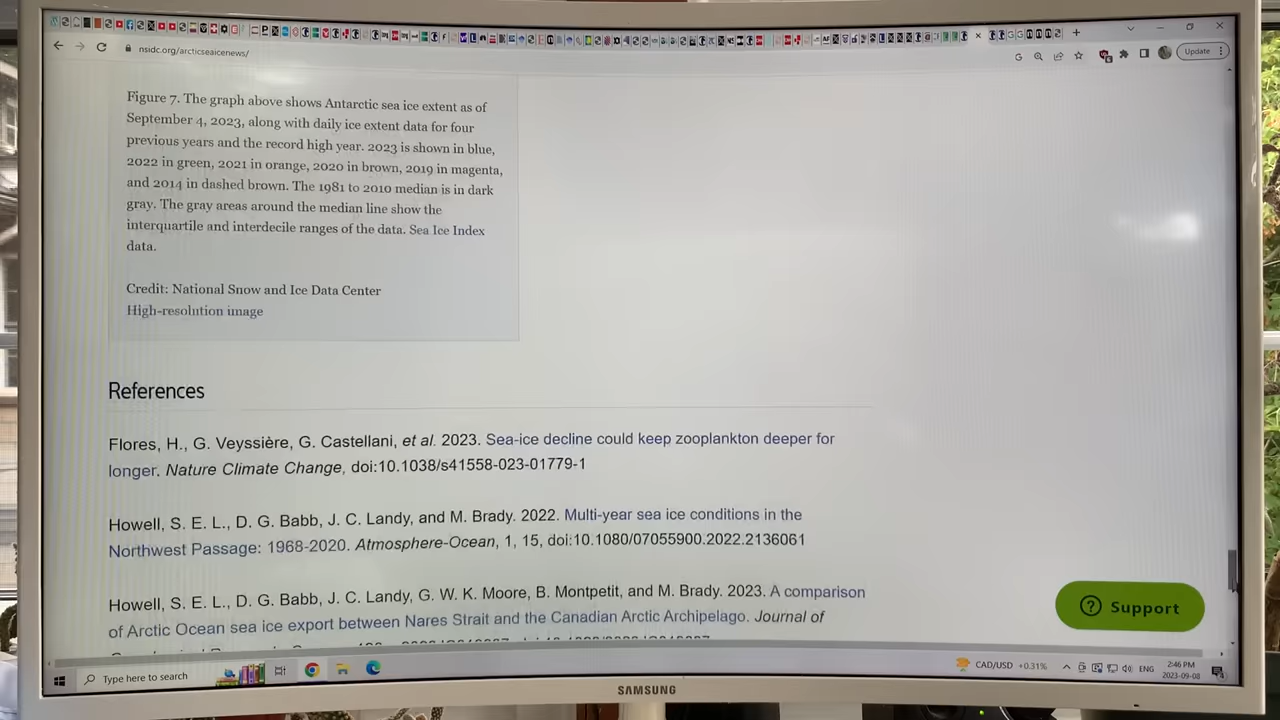 nsidc.org/arcticseaicenews/
Update
Figure 7. The graph above shows Antarctic sea ice extent as of
September 4, 2023, along with daily ice extent data for four
previous years and the record high year. 2023 is shown in blue,
2022 in green, 2021 in orange, 2020 in brown, 2019 in magenta,
and 2014 in dashed brown. The 1981 to 2010 median is in dark
gray. The gray areas around the median line show the
interquartile and interdecile ranges of the data. Sea Ice Index
data.
Credit: National Snow and Ice Data Center
High-resolution image
References
Flores, H., G. Veyssière, G. Castellani, et al. 2023. Sea-ice decline could keep zooplankton deeper for
longer. Nature Climate Change, doi:10.1038/s41558-023-01779-1
Howell, S. E. L., D. G. Babb, J. C. Landy, and M. Brady. 2022. Multi-year sea ice conditions in the
Northwest Passage: 1968-2020. Atmosphere-Ocean, 1, 15, doi:10.1080/07055900.2022.2136061
Howell, S. E. L., D. G. Babb, J. C. Landy, G. W. K. Moore, B. Montpetit, and M. Brady. 2023. A comparison
of Arctic Ocean sea ice export between Nares Strait and the Canadian Arctic Archipelago. Journal of
Support
Type here to search
CAD/USD +0.31%
ENG
2:46 PM
2023-09-08
SAMSUNG